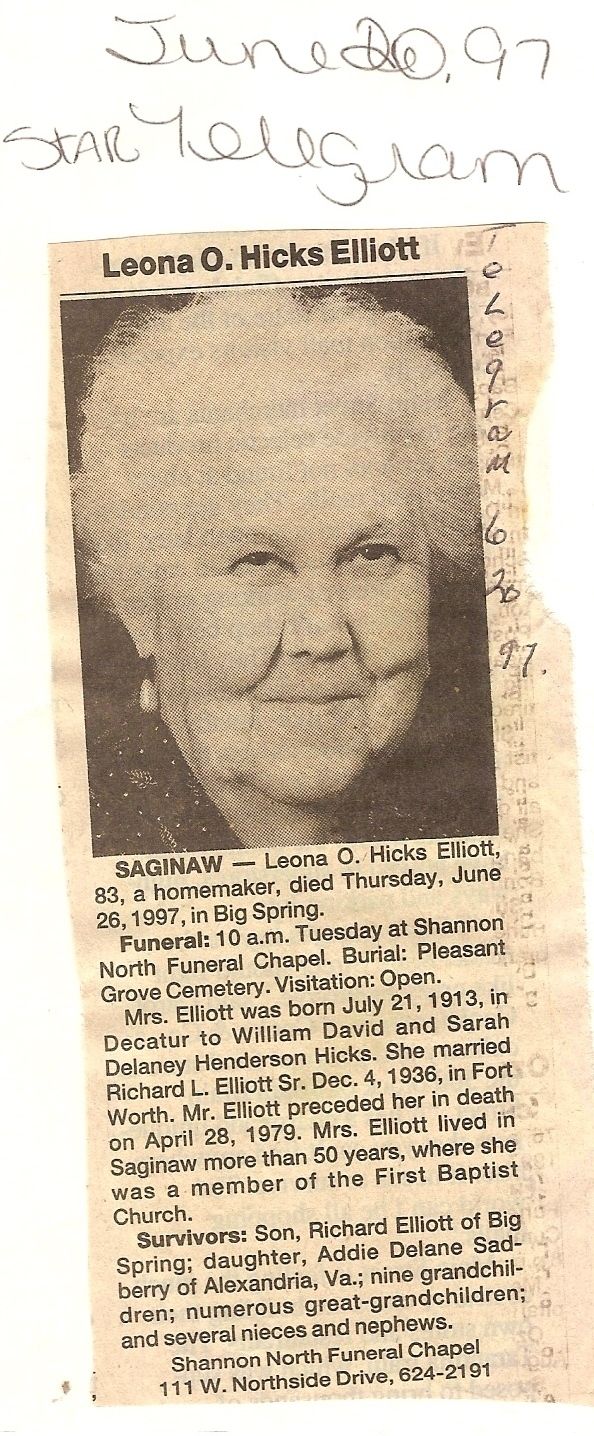 June 20, 97
Star Telegram
Leona O. Hicks Elliott
Telegram 6 20 97.
SAGINAW — Leona O. Hicks Elliott,
83, a homemaker, died Thursday, June
26, 1997, in Big Spring.
Funeral: 10 a.m. Tuesday at Shannon
North Funeral Chapel. Burial: Pleasant
Grove Cemetery. Visitation: Open.
Mrs. Elliott was born July 21, 1913, in
Decatur to William David and Sarah
Delaney Henderson Hicks. She married
Richard L. Elliott Sr. Dec. 4, 1936, in Fort
Worth. Mr. Elliott preceded her in death
on April 28, 1979. Mrs. Elliott lived in
Saginaw more than 50 years, where she
was a member of the First Baptist
Church.
Survivors: Son, Richard Elliott of Big
Spring; daughter, Addie Delane Sad-
berry of Alexandria, Va.; nine grandchil-
dren; numerous great-grandchildren;
and several nieces and nephews.
Shannon North Funeral Chapel
111 W. Northside Drive, 624-2191